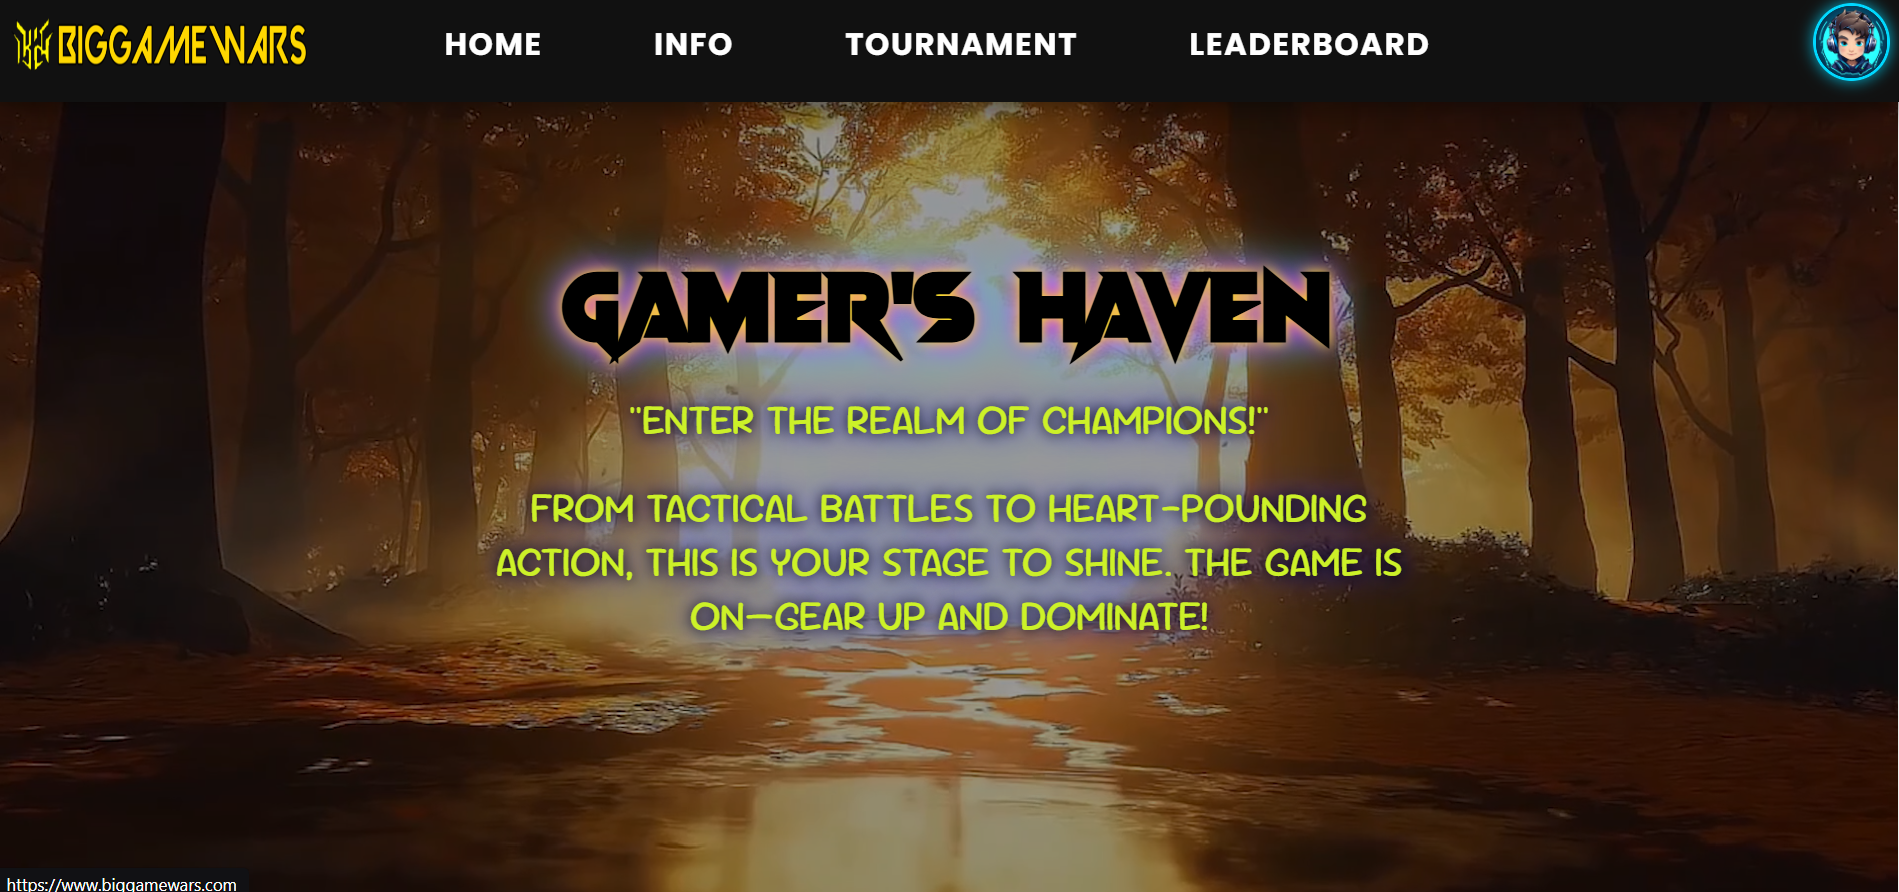 BIGGAMEWARS
HOME
INFO
TOURNAMENT
LEADERBOARD
GAMER'S HAVEN
"ENTER THE REALM OF CHAMPIONS!"
FROM TACTICAL BATTLES TO HEART-POUNDING
ACTION, THIS IS YOUR STAGE TO SHINE. THE GAME IS
ON—GEAR UP AND DOMINATE!
https://www.biggamewars.com